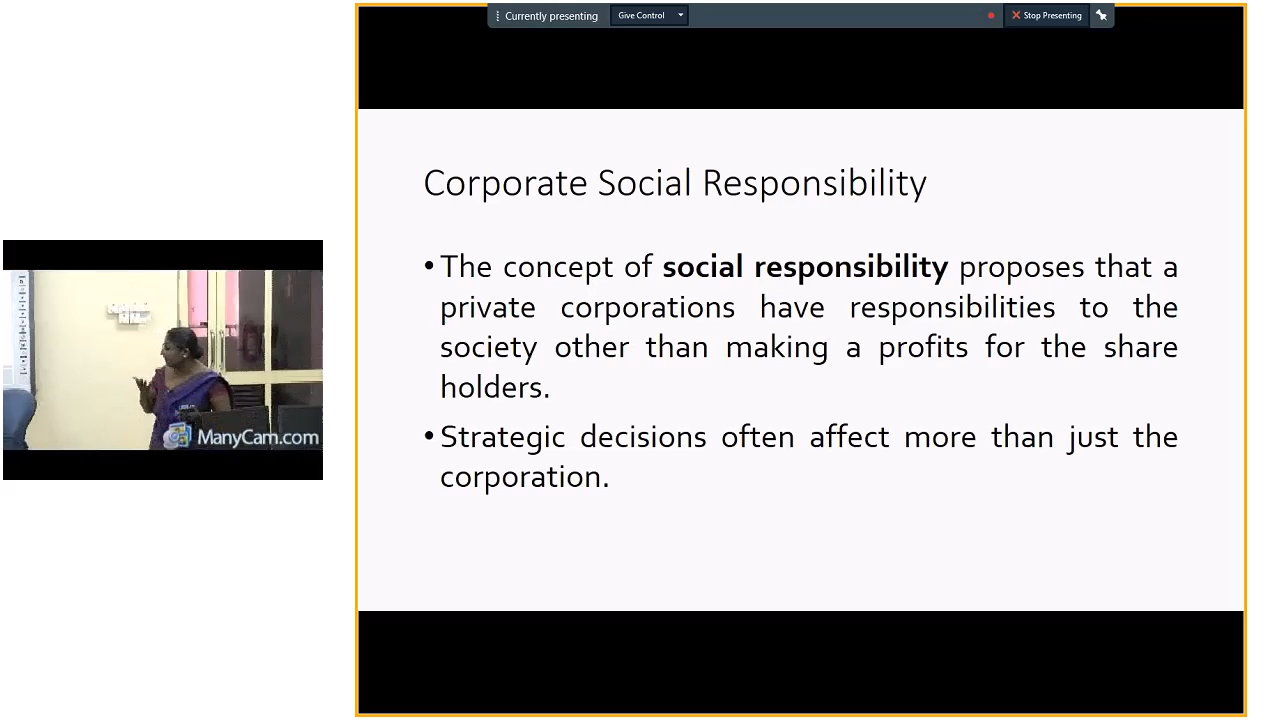 Currently presenting
Give Control
Stop Presenting
Corporate Social Responsibility
•The concept of social responsibility proposes that a
private corporations have responsibilities to the
society other than making a profits for the share
holders.
•Strategic decisions often affect more than just the
corporation.
ManyCam.com